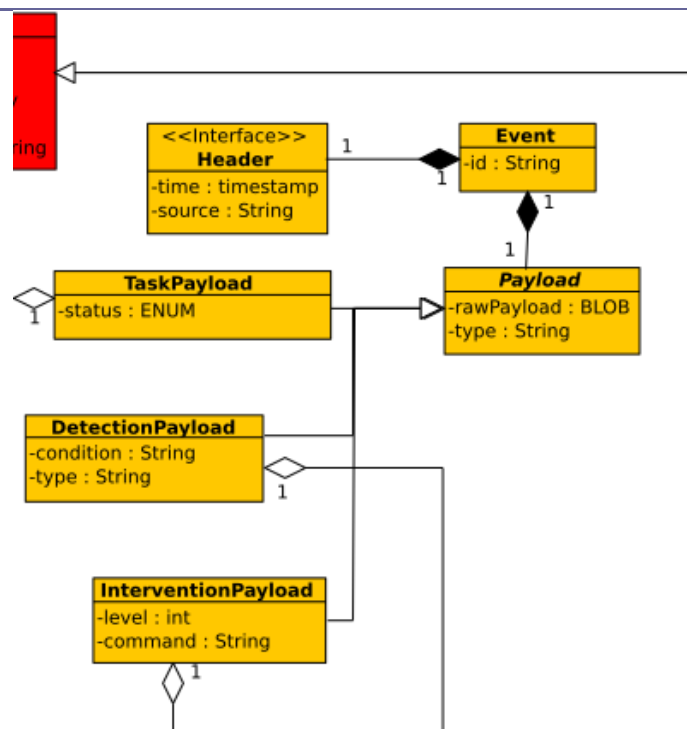 ring
<<Interface>>
Header
-time : timestamp
-source : String
1
1
Event
-id : String
1
1
Payload
-rawPayload : BLOB
-type : String
TaskPayload
-status : ENUM
1
DetectionPayload
-condition : String
-type : String
1
InterventionPayload
-level : int
-command : String
1